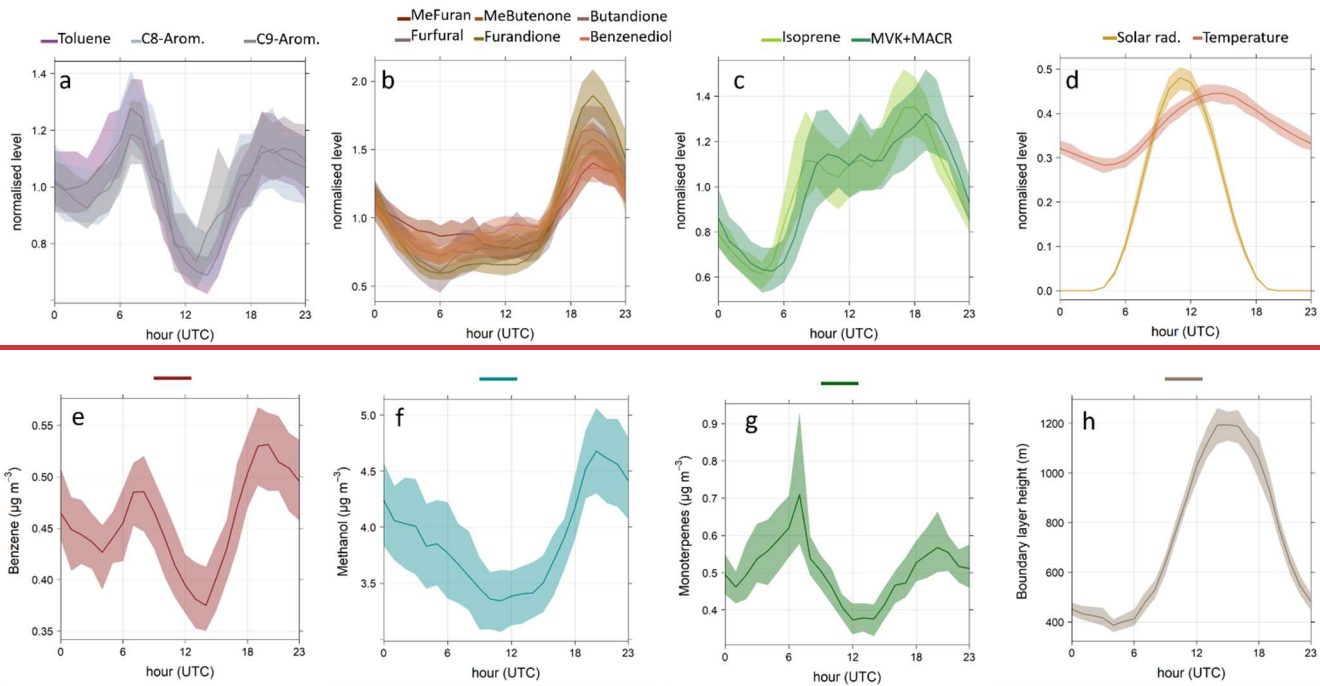 MeFuran MeButenone Butandione
Toluene C8-Arom. C9-Arom. Furfural Furandione Benzenediol Isoprene MVK+MACR Solar rad. Temperature
a
normalised level
1.4
1.2
1.0
0.8
0 6 12 18 23
hour (UTC)
b
normalised level
2.0
1.5
1.0
0.5
0 6 12 18 23
hour (UTC)
c
normalised level
1.4
1.2
1.0
0.8
0.6
0 6 12 18 23
hour (UTC)
d
normalised level
0.5
0.4
0.3
0.2
0.1
0.0
0 6 12 18 23
hour (UTC)
e
Benzene (µg m⁻³)
0.55
0.50
0.45
0.40
0.35
0 6 12 18 23
hour (UTC)
f
Methanol (µg m⁻³)
5.0
4.5
4.0
3.5
0 6 12 18 23
hour (UTC)
g
Monoterpenes (µg m⁻³)
0.9
0.8
0.7
0.6
0.5
0.4
0 6 12 18 23
hour (UTC)
h
Boundary layer height (m)
1200
1000
800
600
400
0 6 12 18 23
hour (UTC)